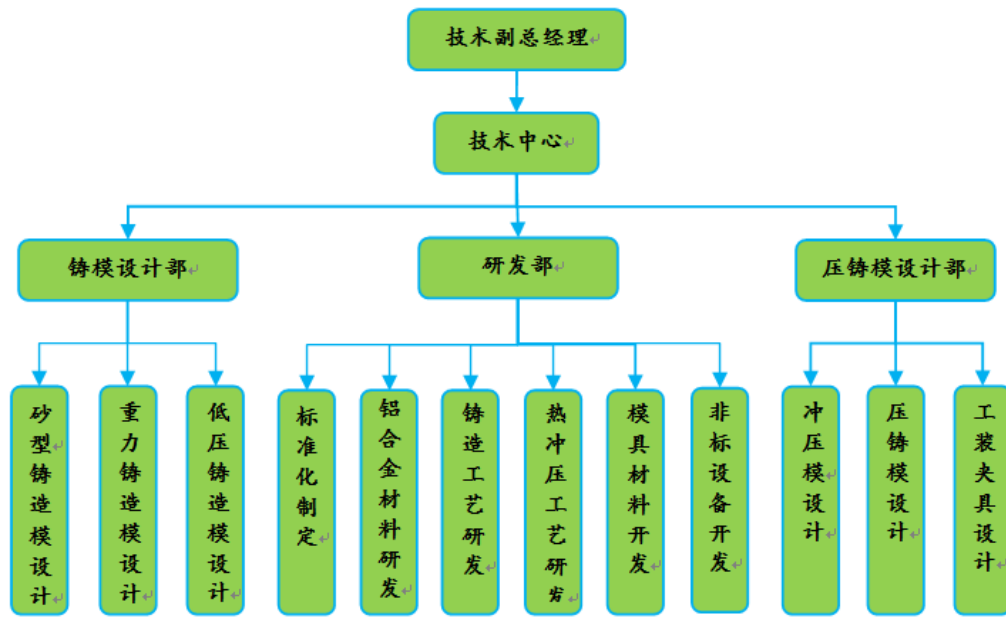 技术副总经理
技术中心
铸模设计部
研发部
压铸模设计部
砂型铸造模设计
重力铸造模设计
低压铸造模设计
标准化制定
铝合金材料研发
铸造工艺研发
热冲压工艺研发
模具材料开发
非标设备开发
冲压模设计
压铸模设计
工装夹具设计